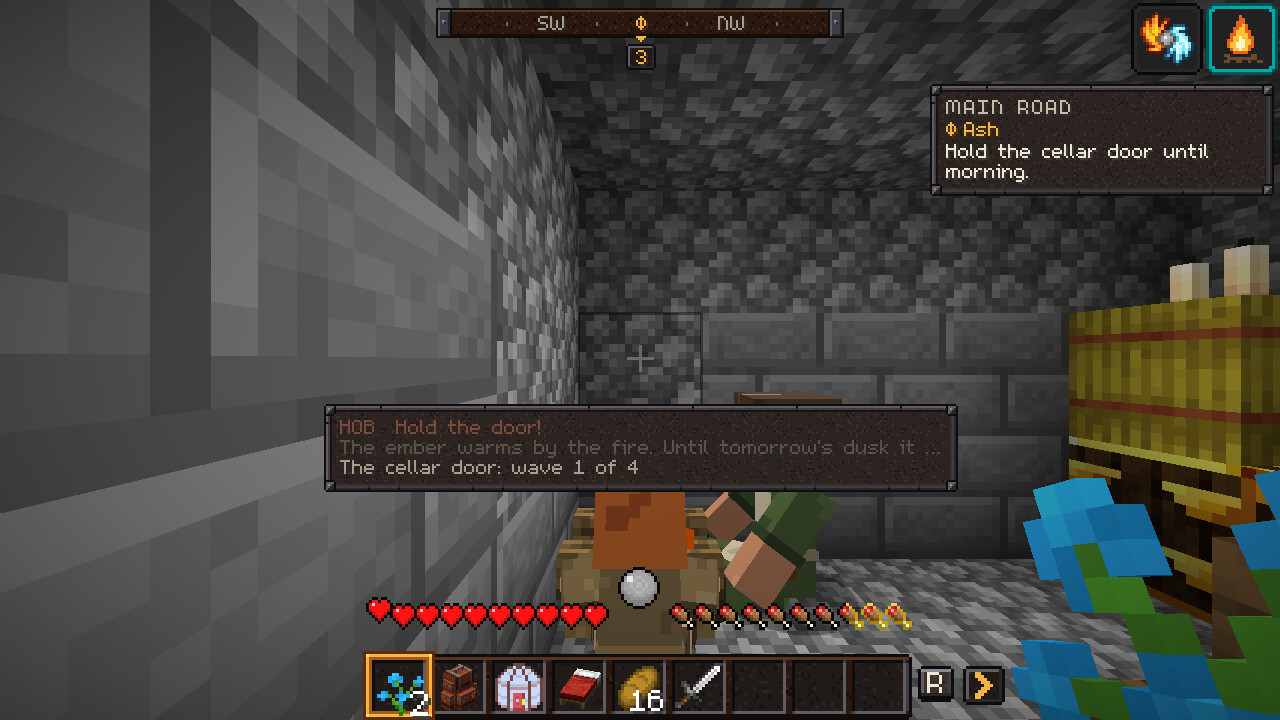 SW NW
3
MAIN ROAD
Ash
Hold the cellar door until
morning.
HOB Hold the door!
The ember warms by the fire. Until tomorrow's dusk it ...
The cellar door: wave 1 of 4
2 16 R